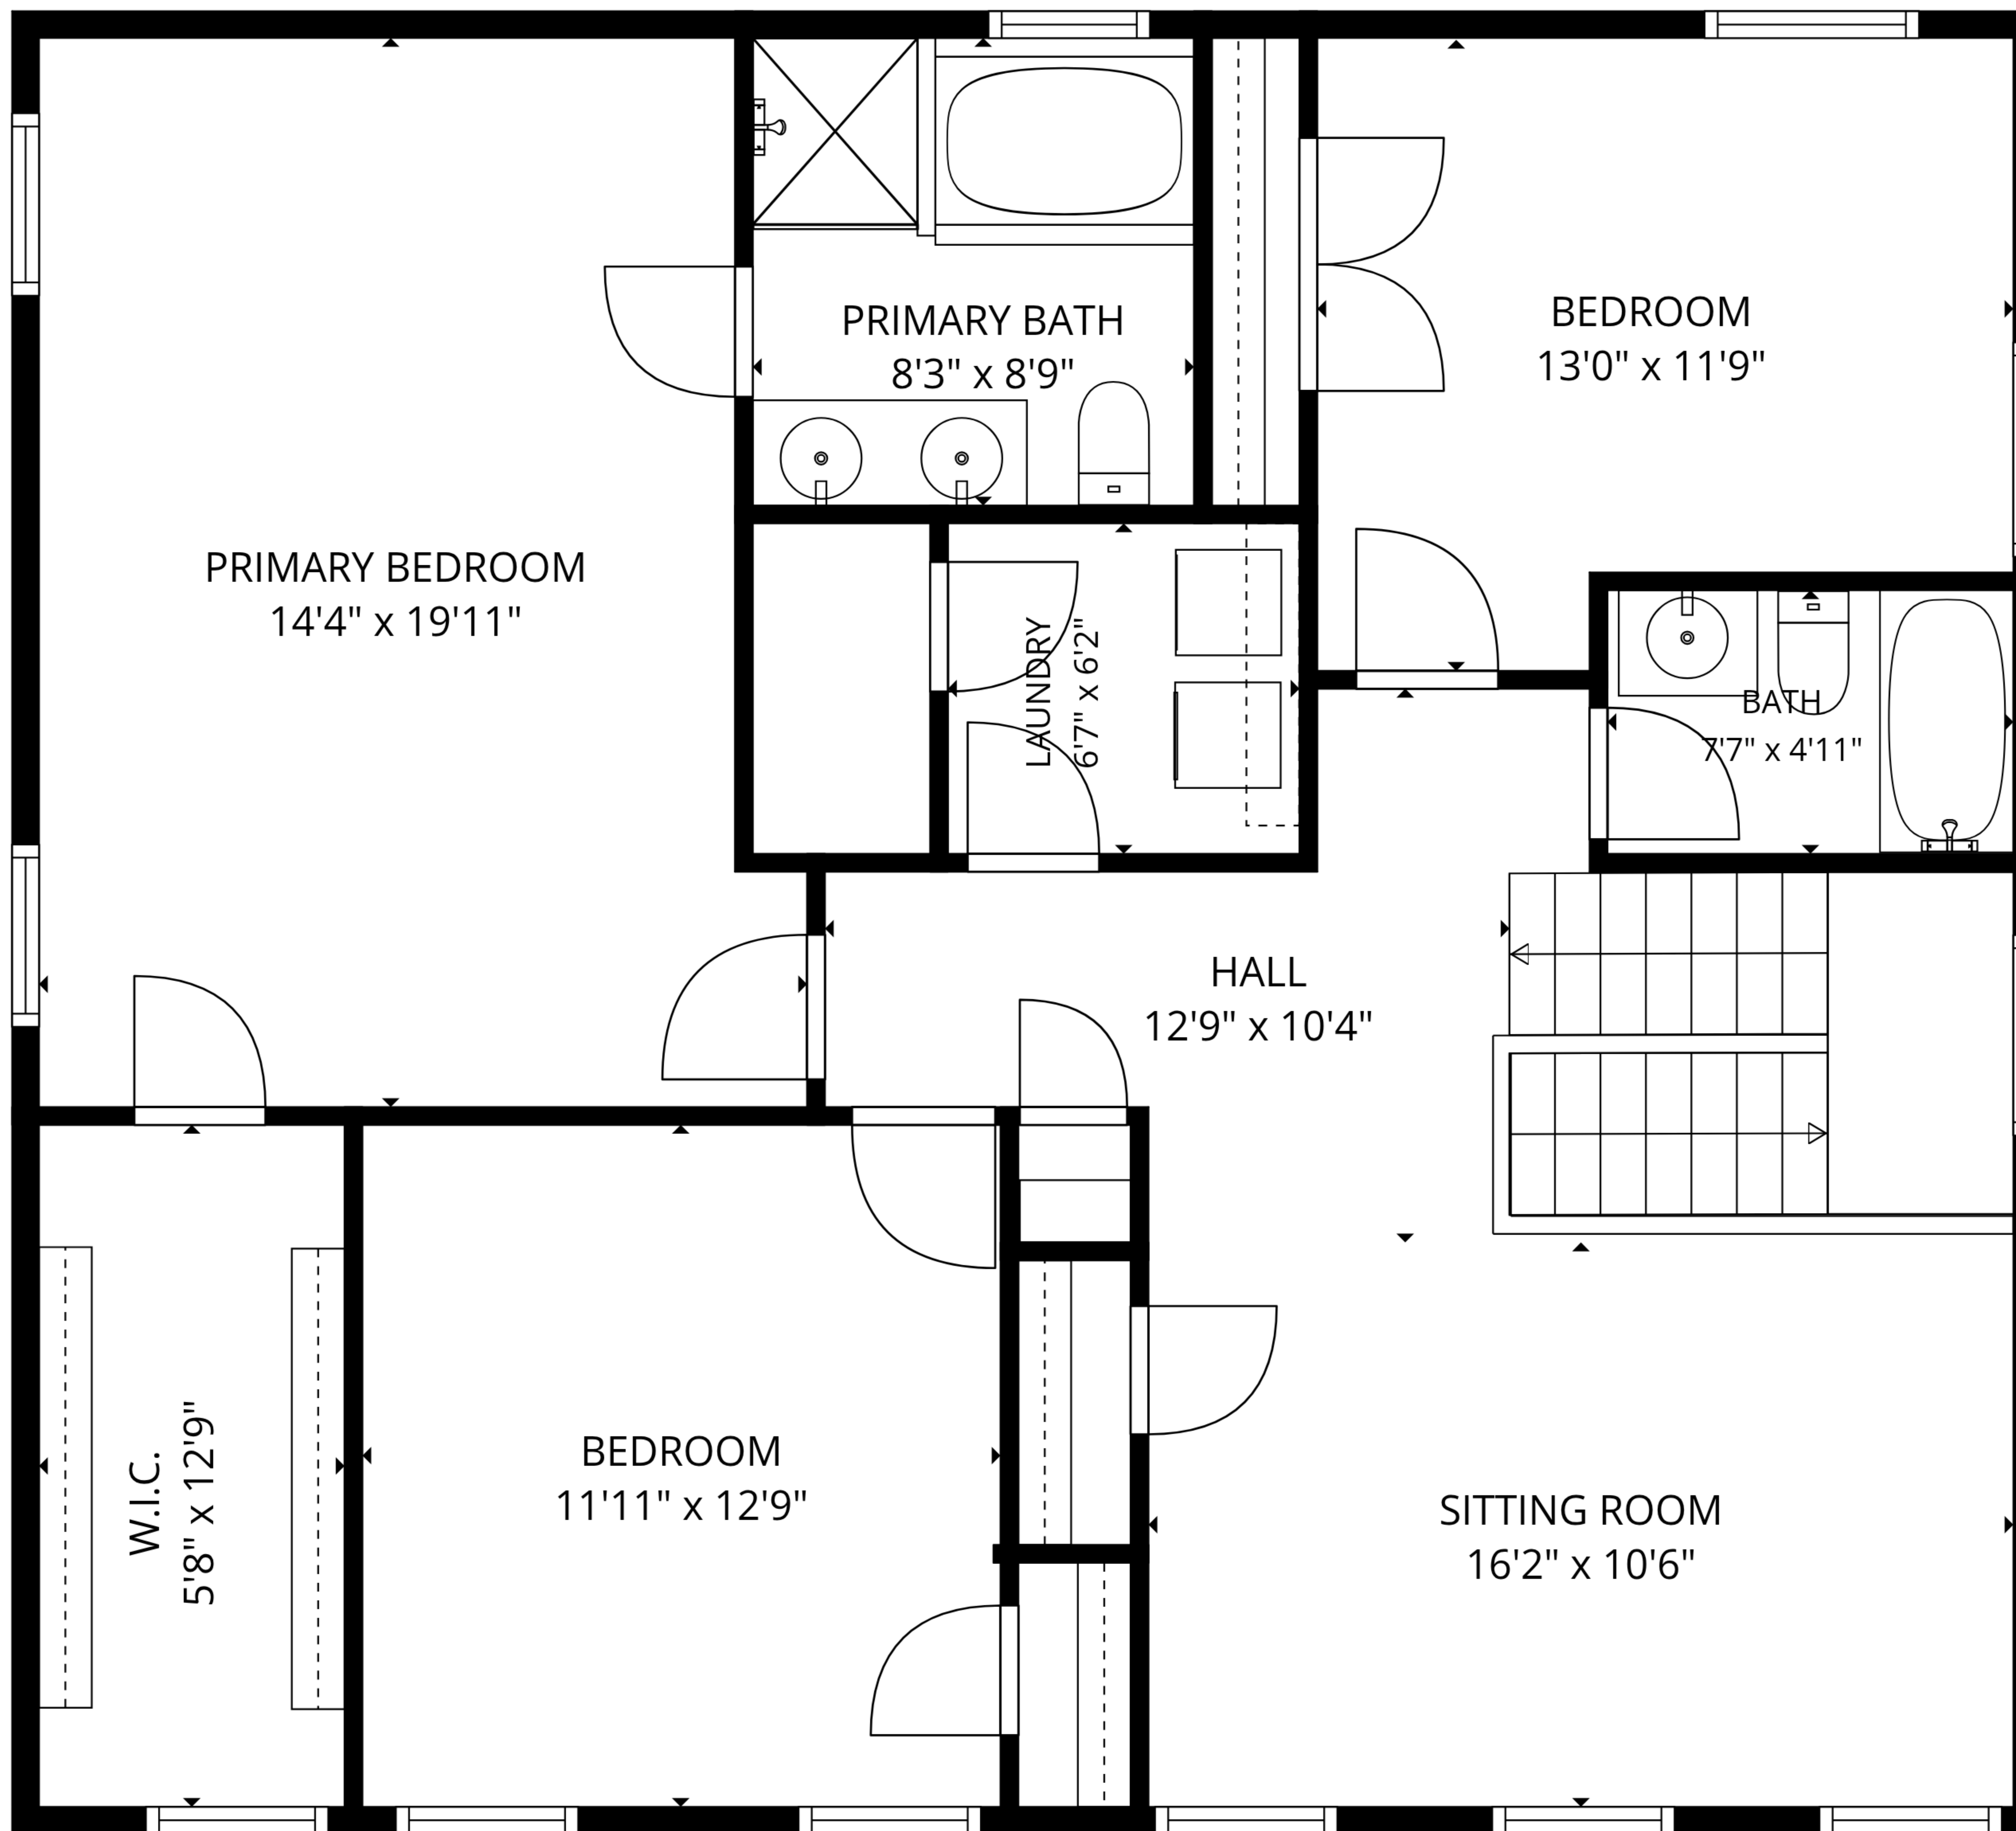 PRIMARY BATH
8'3" x 8'9"
BEDROOM
13'0" x 11'9"
PRIMARY BEDROOM
14'4" x 19'11"
LAUNDRY
6'7" x 6'2"
BATH
7'7" x 4'11"
HALL
12'9" x 10'4"
W.I.C.
5'8" x 12'9"
BEDROOM
11'11" x 12'9"
SITTING ROOM
16'2" x 10'6"